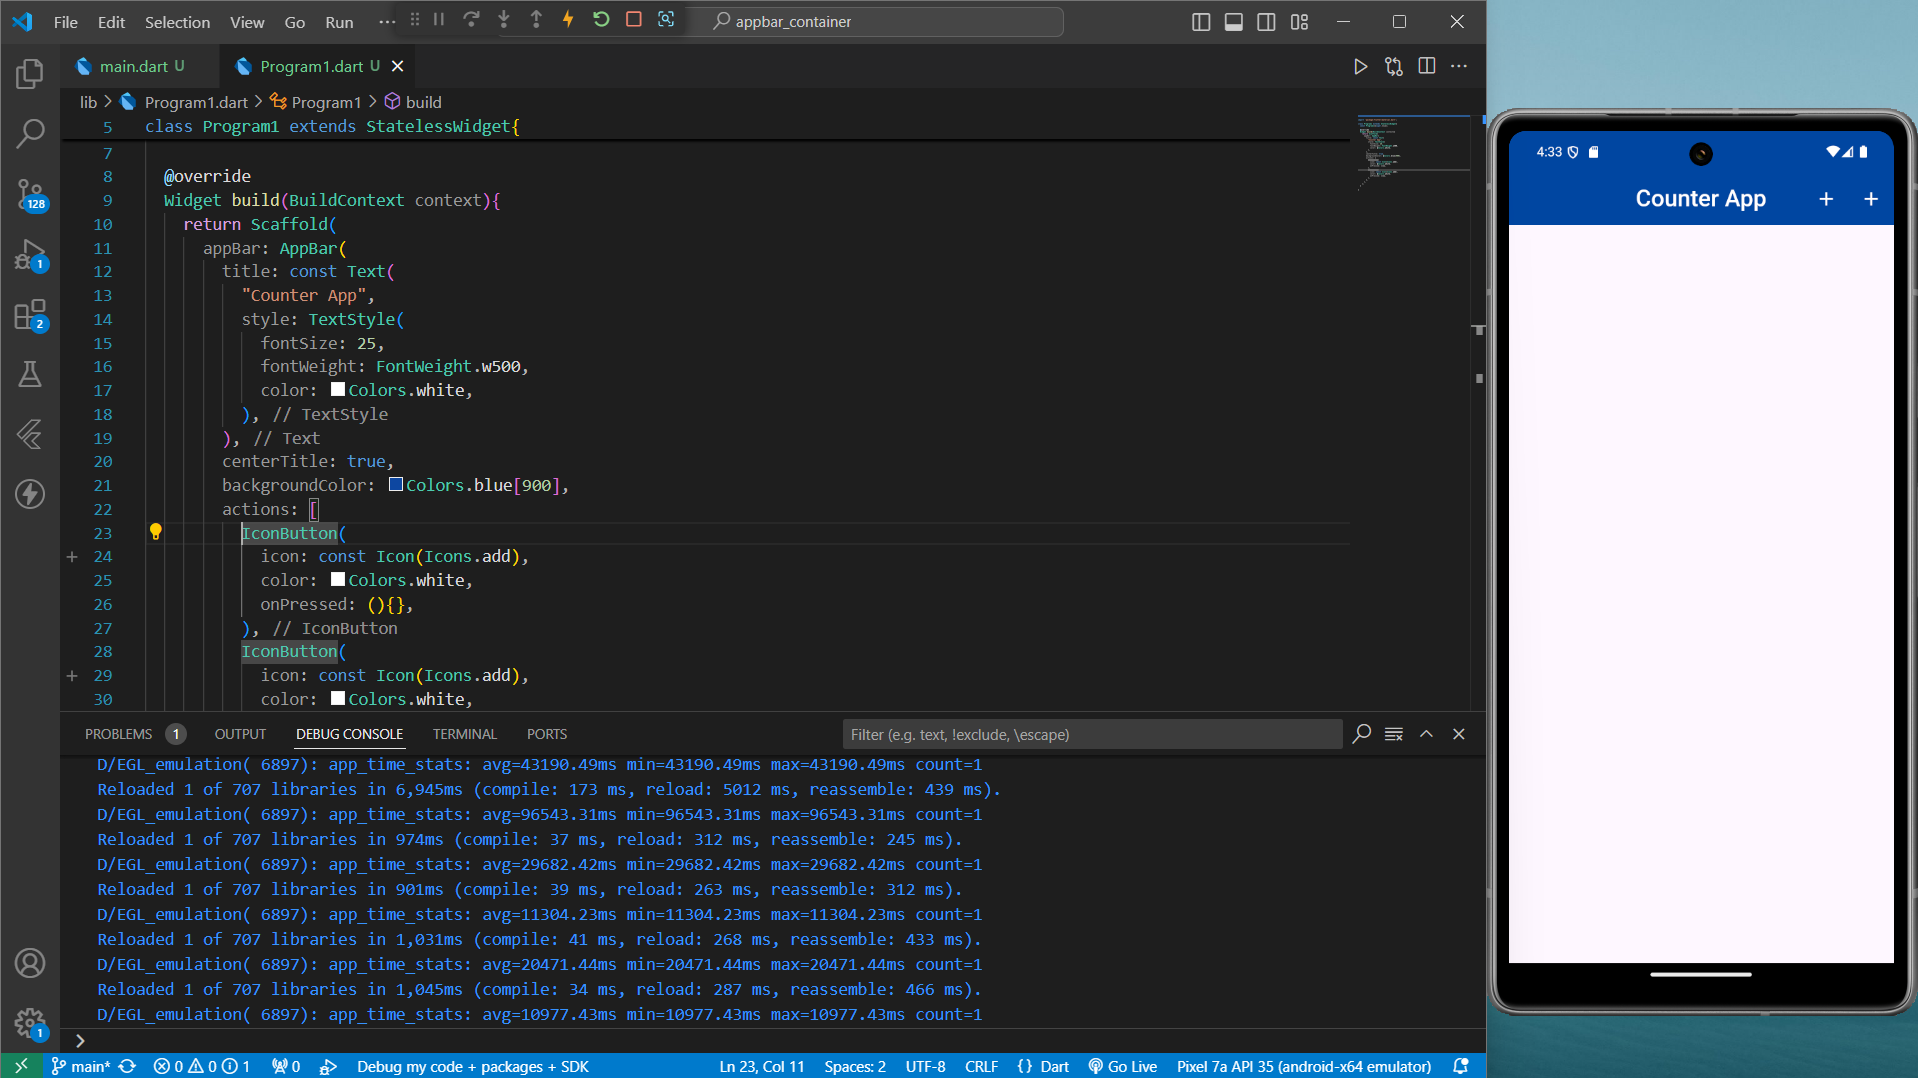 File Edit Selection View Go Run ··· appbar_container
main.dart U Program1.dart U
lib > Program1.dart > Program1 > build
5 class Program1 extends StatelessWidget{
7
8 @override
9 Widget build(BuildContext context){
10 return Scaffold(
11 appBar: AppBar(
12 title: const Text(
13 "Counter App",
14 style: TextStyle(
15 fontSize: 25,
16 fontWeight: FontWeight.w500,
17 color: Colors.white,
18 ), // TextStyle
19 ), // Text
20 centerTitle: true,
21 backgroundColor: Colors.blue[900],
22 actions: [
23 IconButton(
24 icon: const Icon(Icons.add),
25 color: Colors.white,
26 onPressed: (){},
27 ), // IconButton
28 IconButton(
29 icon: const Icon(Icons.add),
30 color: Colors.white,
128
1
2
1
PROBLEMS 1 OUTPUT DEBUG CONSOLE TERMINAL PORTS Filter (e.g. text, !exclude, \escape)
D/EGL_emulation( 6897): app_time_stats: avg=43190.49ms min=43190.49ms max=43190.49ms count=1
Reloaded 1 of 707 libraries in 6,945ms (compile: 173 ms, reload: 5012 ms, reassemble: 439 ms).
D/EGL_emulation( 6897): app_time_stats: avg=96543.31ms min=96543.31ms max=96543.31ms count=1
Reloaded 1 of 707 libraries in 974ms (compile: 37 ms, reload: 312 ms, reassemble: 245 ms).
D/EGL_emulation( 6897): app_time_stats: avg=29682.42ms min=29682.42ms max=29682.42ms count=1
Reloaded 1 of 707 libraries in 901ms (compile: 39 ms, reload: 263 ms, reassemble: 312 ms).
D/EGL_emulation( 6897): app_time_stats: avg=11304.23ms min=11304.23ms max=11304.23ms count=1
Reloaded 1 of 707 libraries in 1,031ms (compile: 41 ms, reload: 268 ms, reassemble: 433 ms).
D/EGL_emulation( 6897): app_time_stats: avg=20471.44ms min=20471.44ms max=20471.44ms count=1
Reloaded 1 of 707 libraries in 1,045ms (compile: 34 ms, reload: 287 ms, reassemble: 466 ms).
D/EGL_emulation( 6897): app_time_stats: avg=10977.43ms min=10977.43ms max=10977.43ms count=1
>
main* 0 0 1 0 Debug my code + packages + SDK Ln 23, Col 11 Spaces: 2 UTF-8 CRLF {} Dart Go Live Pixel 7a API 35 (android-x64 emulator)
4:33
Counter App + +